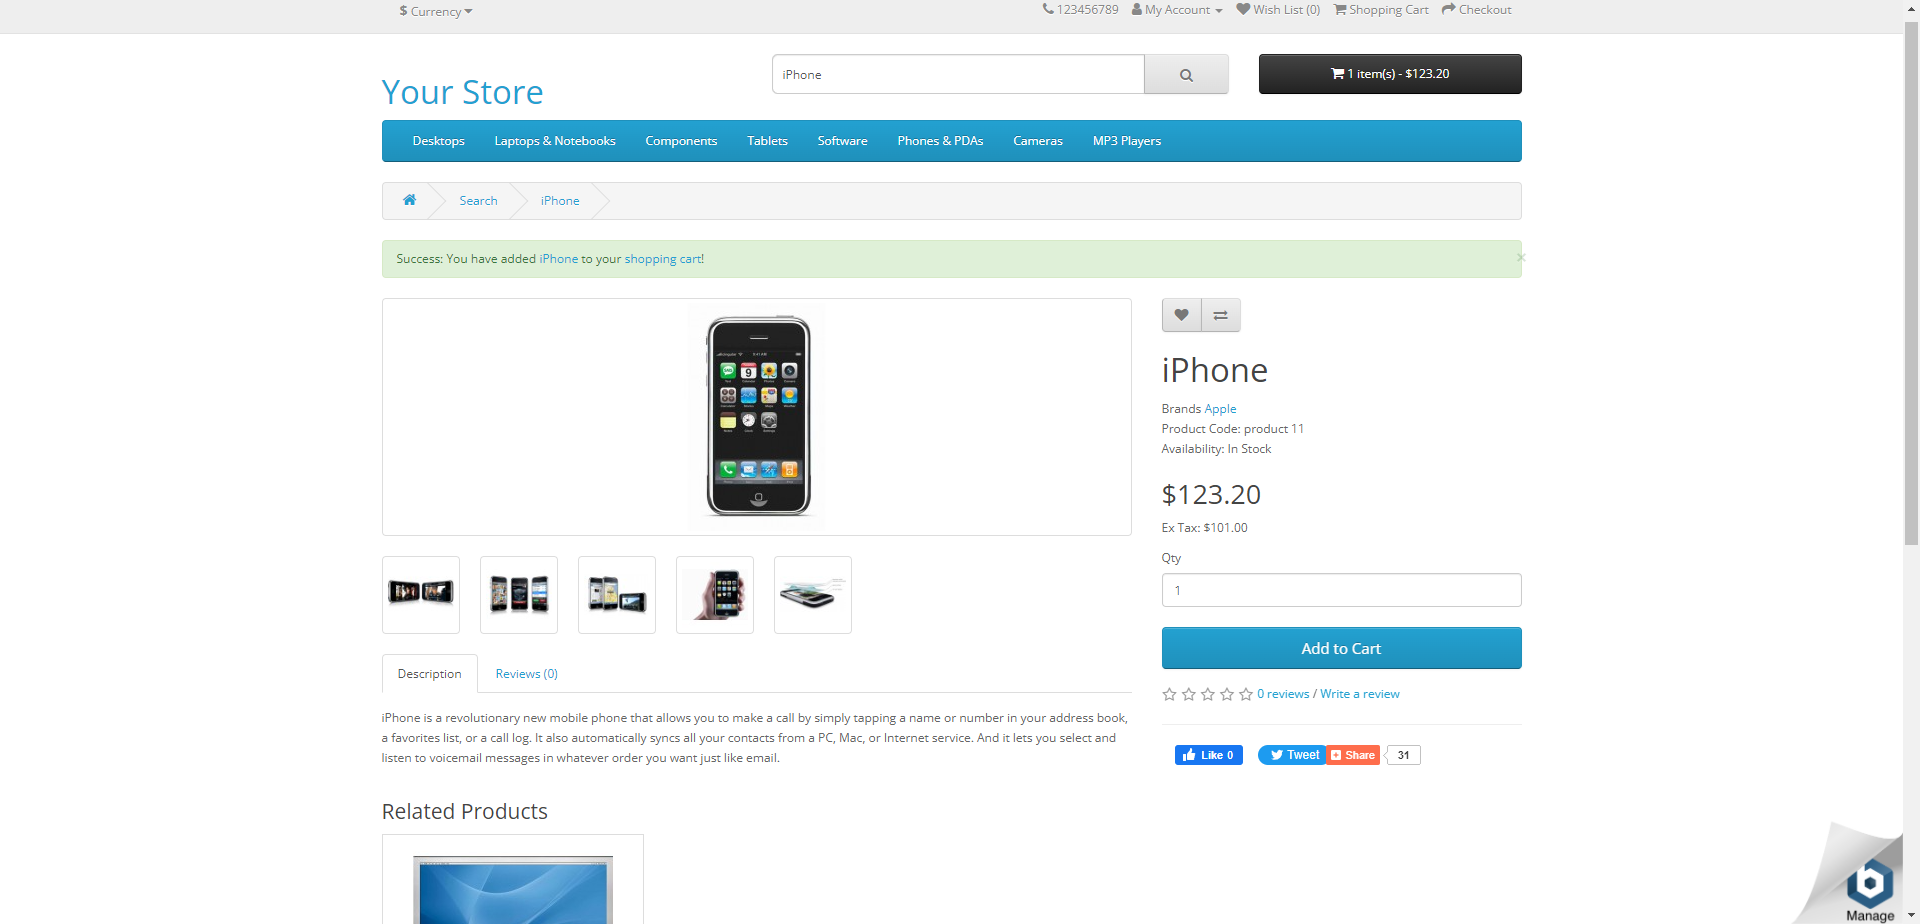 $ Currency
123456789 My Account Wish List (0) Shopping Cart Checkout
Your Store
iPhone
1 item(s) - $123.20
Desktops Laptops & Notebooks Components Tablets Software Phones & PDAs Cameras MP3 Players
Search iPhone
Success: You have added iPhone to your shopping cart!
×
iPhone
Brands Apple
Product Code: product 11
Availability: In Stock
$123.20
Ex Tax: $101.00
Qty
1
Add to Cart
0 reviews / Write a review
Like 0 Tweet Share 31
Description Reviews (0)
iPhone is a revolutionary new mobile phone that allows you to make a call by simply tapping a name or number in your address book,
a favorites list, or a call log. It also automatically syncs all your contacts from a PC, Mac, or Internet service. And it lets you select and
listen to voicemail messages in whatever order you want just like email.
Related Products
b
Manage